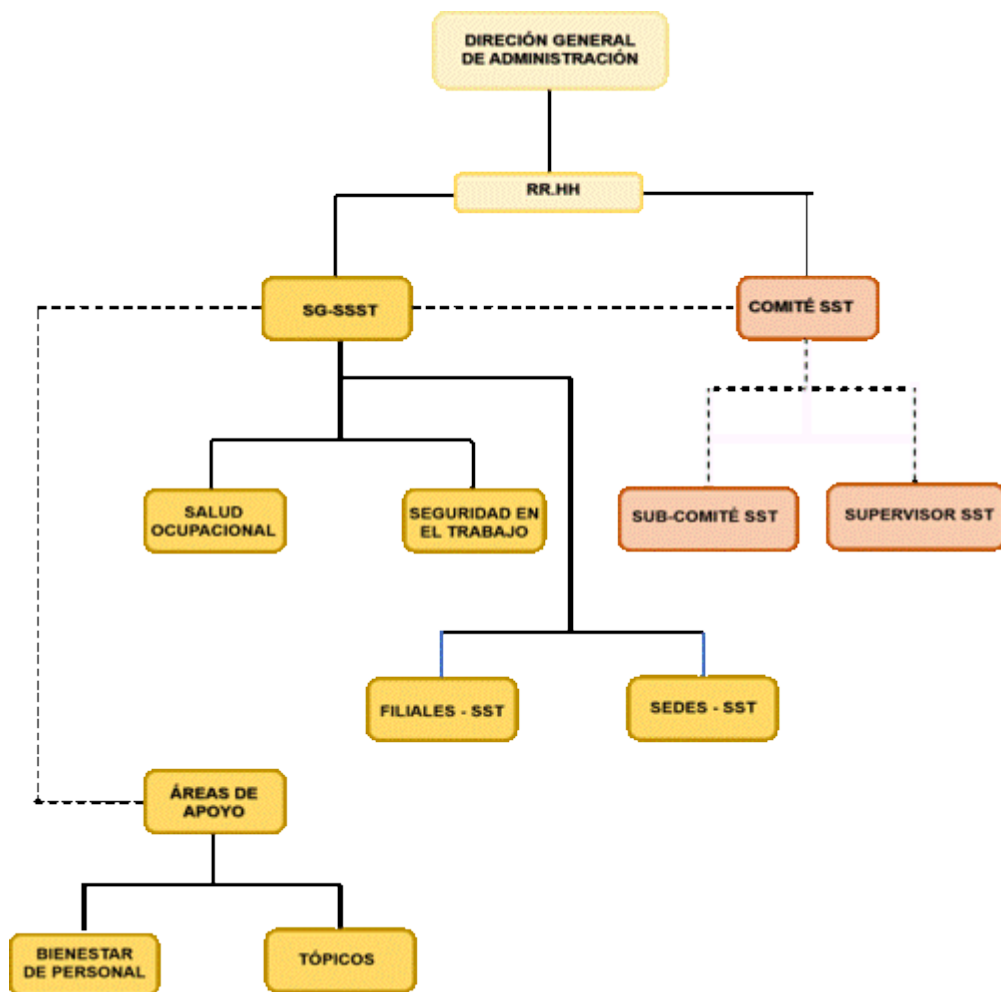 DIRECIÓN GENERAL
DE ADMINISTRACIÓN
RR.HH
SG-SSST
COMITÉ SST
SALUD
OCUPACIONAL
SEGURIDAD EN
EL TRABAJO
SUB-COMITÉ SST
SUPERVISOR SST
FILIALES - SST
SEDES - SST
ÁREAS DE
APOYO
BIENESTAR
DE PERSONAL
TÓPICOS